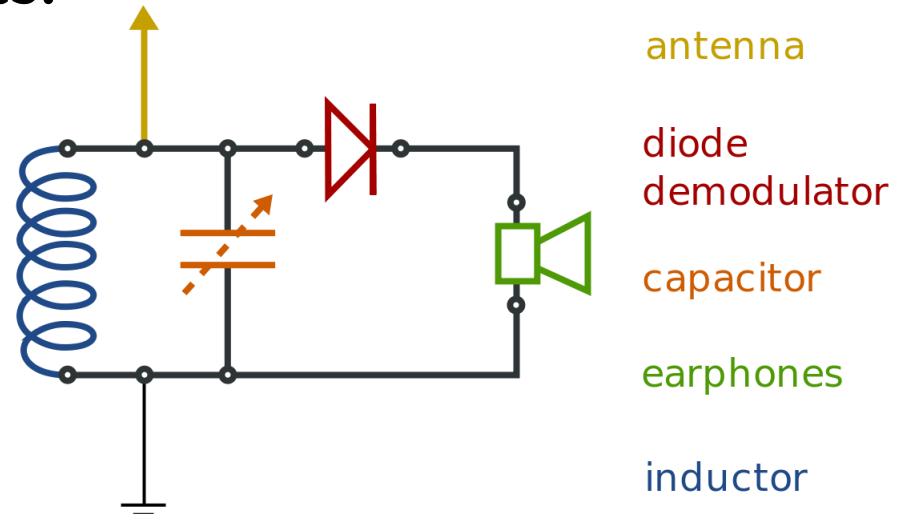 antenna
diode
demodulator
capacitor
earphones
inductor